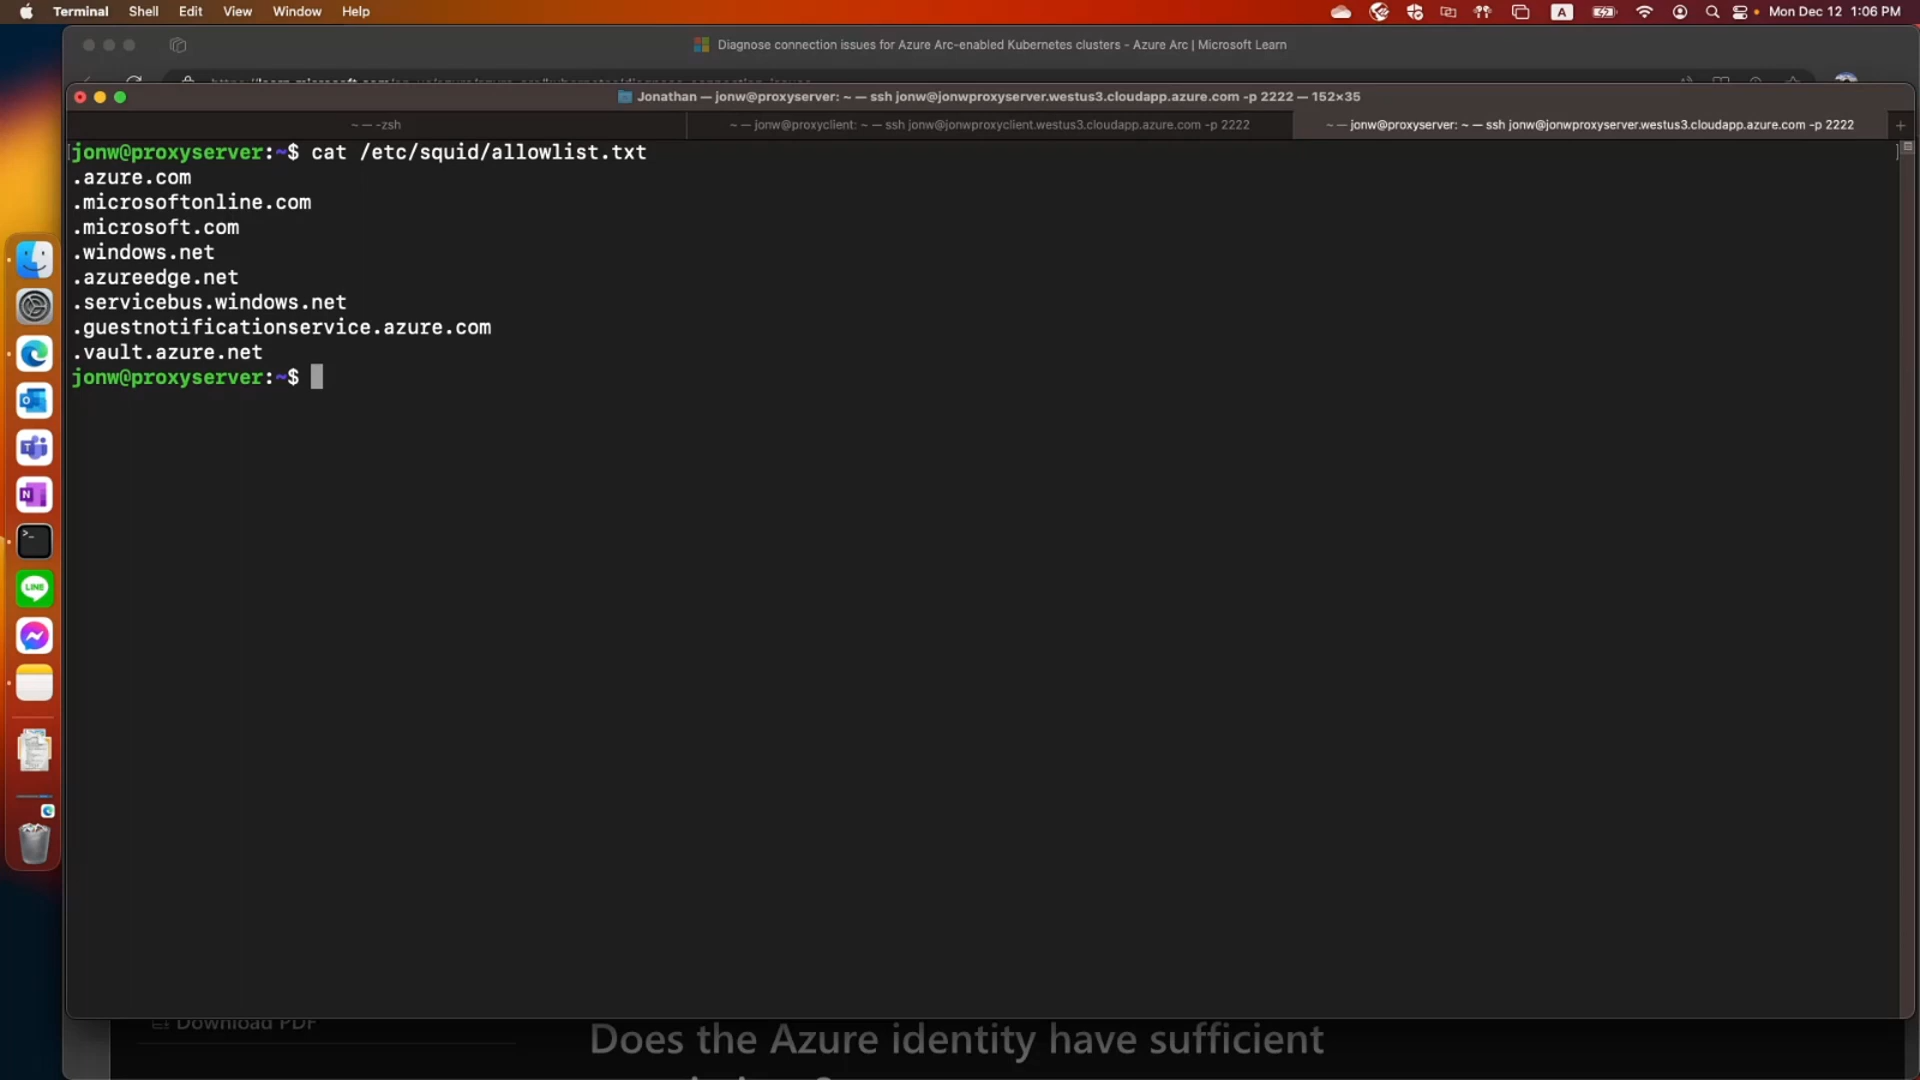 Terminal Shell Edit View Window Help A Mon Dec 12 1:06 PM
Diagnose connection issues for Azure Arc-enabled Kubernetes clusters - Azure Arc | Microsoft Learn
Jonathan — jonw@proxyserver: ~ — ssh jonw@jonwproxyserver.westus3.cloudapp.azure.com -p 2222 — 152×35
~ — -zsh
~ — jonw@proxyclient: ~ — ssh jonw@jonwproxyclient.westus3.cloudapp.azure.com -p 2222
~ — jonw@proxyserver: ~ — ssh jonw@jonwproxyserver.westus3.cloudapp.azure.com -p 2222
jonw@proxyserver:~$ cat /etc/squid/allowlist.txt
.azure.com
.microsoftonline.com
.microsoft.com
.windows.net
.azureedge.net
.servicebus.windows.net
.guestnotificationservice.azure.com
.vault.azure.net
jonw@proxyserver:~$
LINE
Download PDF
Does the Azure identity have sufficient